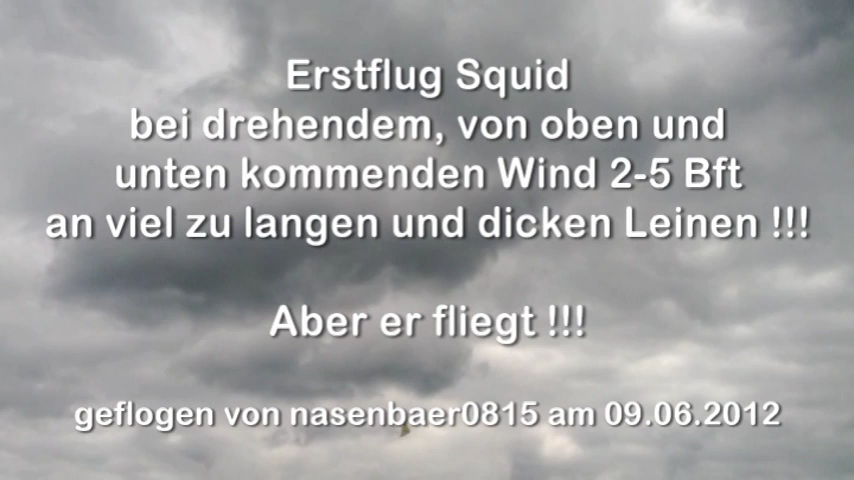 Erstflug Squid
bei drehendem, von oben und
unten kommenden Wind 2-5 Bft
an viel zu langen und dicken Leinen !!!
Aber er fliegt !!!
geflogen von nasenbaer0815 am 09.06.2012